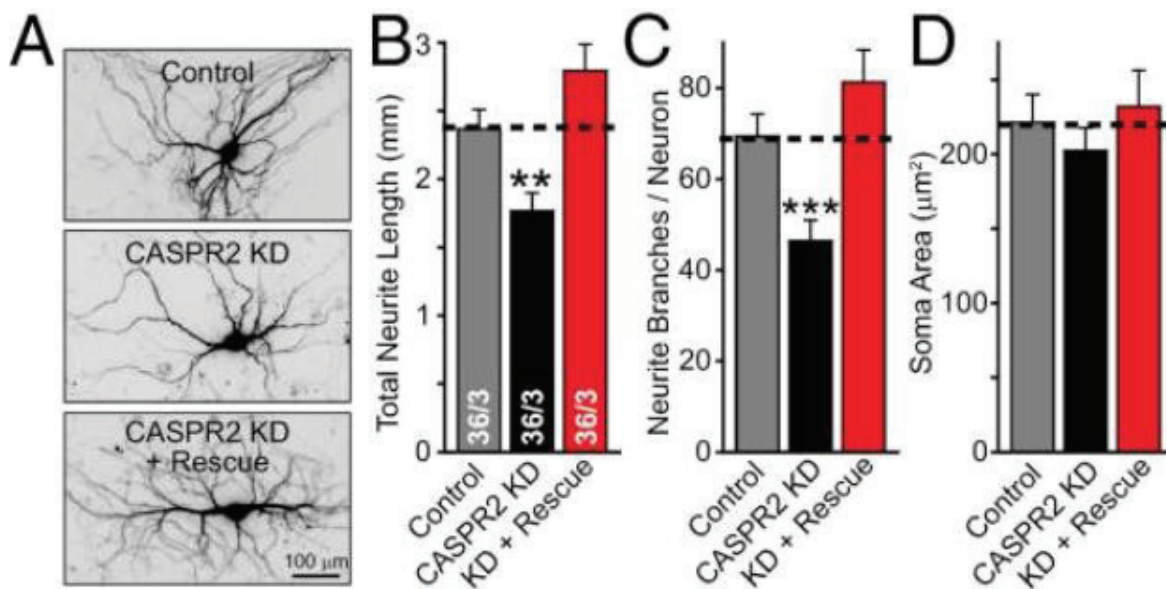 A
Control
CASPR2 KD
CASPR2 KD
+ Rescue
100 μm
B
Total Neurite Length (mm)
3
2
1
0
**
36/3
36/3
36/3
Control
CASPR2 KD
KD + Rescue
C
Neurite Branches / Neuron
80
60
40
20
0
***
Control
CASPR2 KD
KD + Rescue
D
Soma Area (μm²)
200
100
0
Control
CASPR2 KD
KD + Rescue